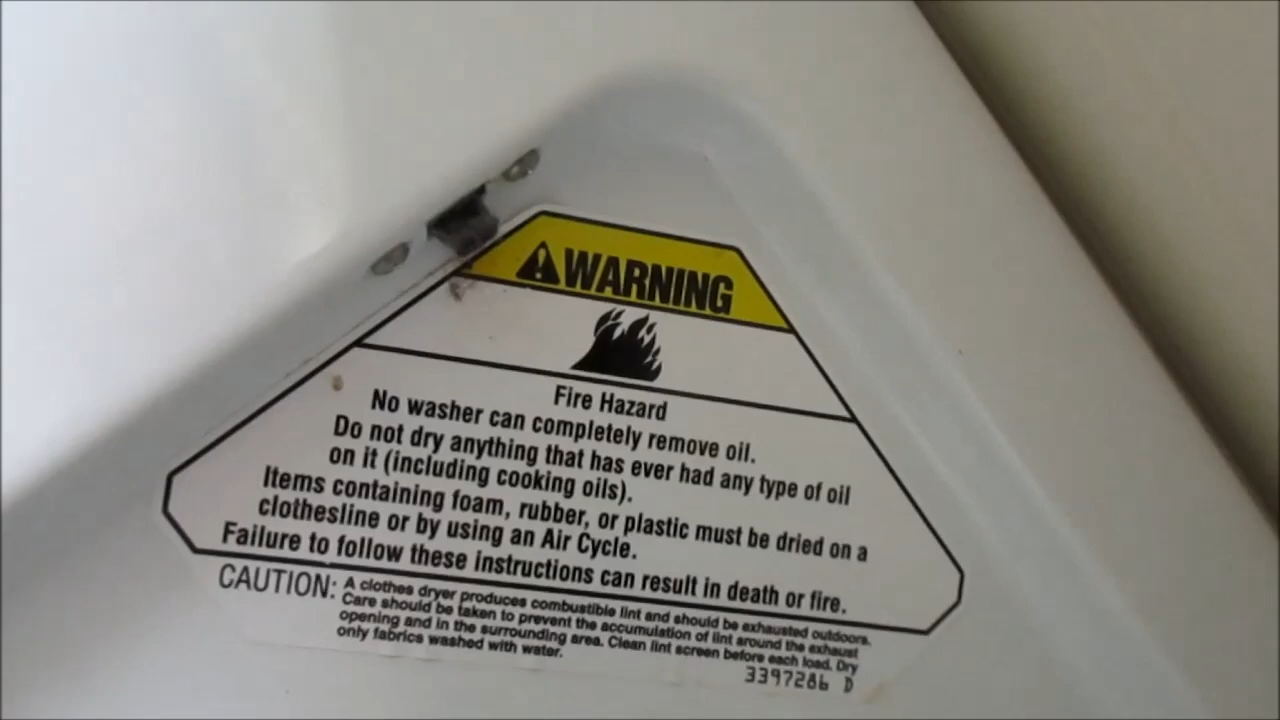 WARNING
Fire Hazard
No washer can completely remove oil.
Do not dry anything that has ever had any type of oil
on it (including cooking oils).
Items containing foam, rubber, or plastic must be dried on a
clothesline or by using an Air Cycle.
Failure to follow these instructions can result in death or fire.
CAUTION: A clothes dryer produces combustible lint and should be exhausted outdoors.
Care should be taken to prevent the accumulation of lint around the exhaust
opening and in the surrounding area. Clean lint screen before each load. Dry
only fabrics washed with water.
3397286 D